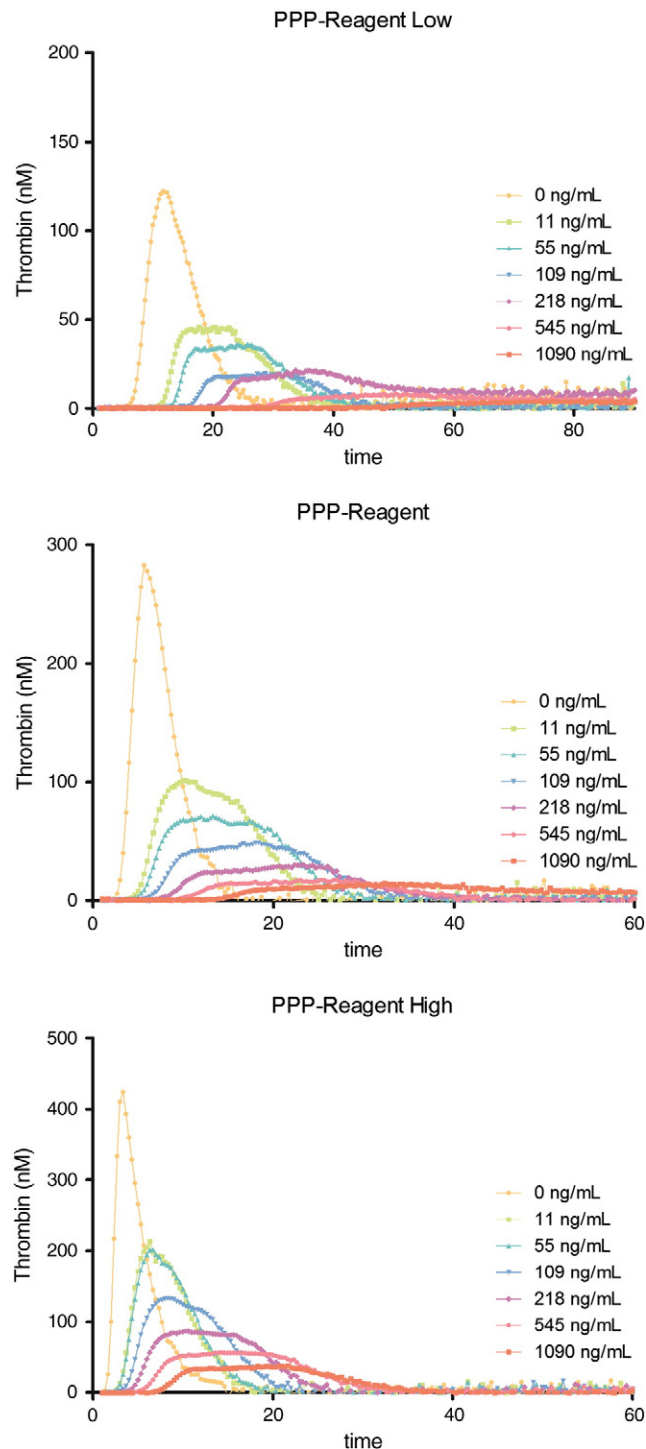 PPP-Reagent Low
200
150
100
50
0
Thrombin (nM)
0 ng/mL
11 ng/mL
55 ng/mL
109 ng/mL
218 ng/mL
545 ng/mL
1090 ng/mL
0 20 40 60 80
time
PPP-Reagent
300
200
100
0
Thrombin (nM)
0 ng/mL
11 ng/mL
55 ng/mL
109 ng/mL
218 ng/mL
545 ng/mL
1090 ng/mL
0 20 40 60
time
PPP-Reagent High
500
400
300
200
100
0
Thrombin (nM)
0 ng/mL
11 ng/mL
55 ng/mL
109 ng/mL
218 ng/mL
545 ng/mL
1090 ng/mL
0 20 40 60
time